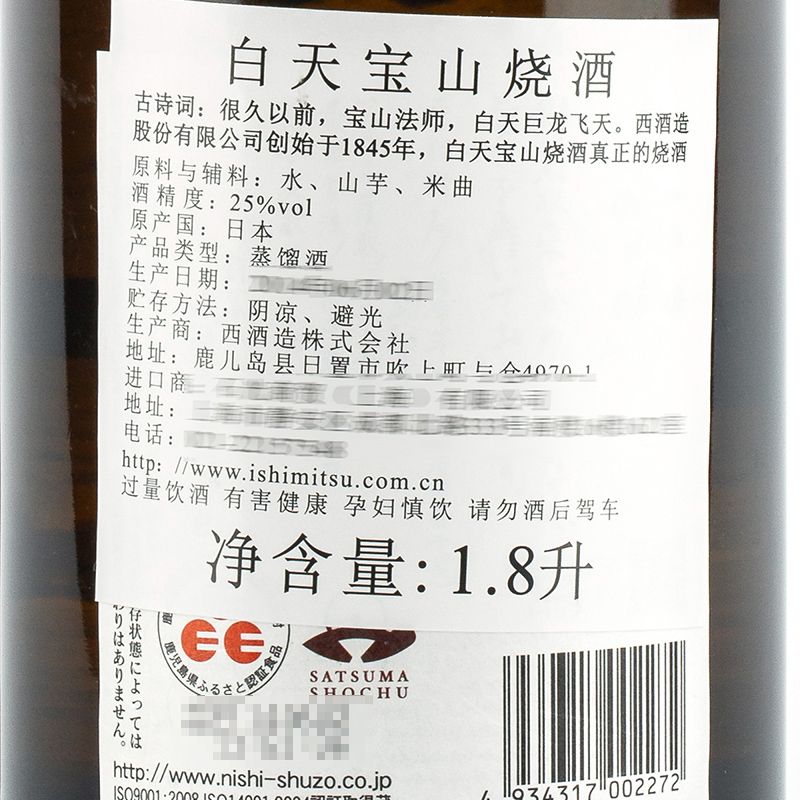 白天宝山烧酒
古诗词：很久以前，宝山法师，白天巨龙飞天。西酒造
股份有限公司创始于1845年，白天宝山烧酒真正的烧酒
原料与辅料：水、山芋、米曲
酒精度：25%vol
原产国：日本
产品类型：蒸馏酒
生产日期：
贮存方法：阴凉、避光
生产商：西酒造株式会社
地址：鹿儿岛县日置市吹上町与仓4970-1
进口商
地址：
电话：
http：//www.ishimitsu.com.cn
过量饮酒 有害健康 孕妇慎饮 请勿酒后驾车
净含量：1.8升
存状態によっては
わりはありません。
鹿児島県ふるさと認証食品
SATSUMA
SHOCHU
http://www.nishi-shuzo.co.jp
4 934317 002272